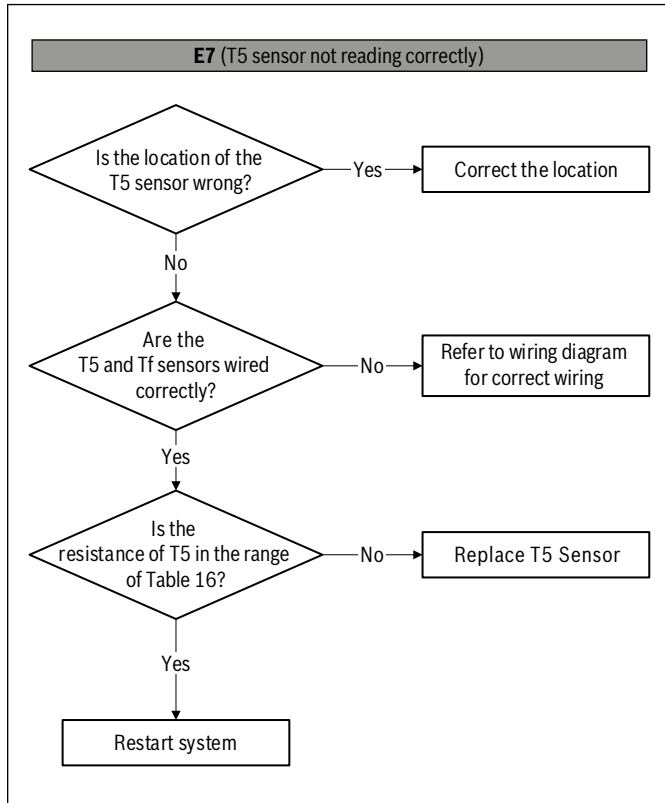 E7 (T5 sensor not reading correctly)
Is the location of the
T5 sensor wrong?
Yes
Correct the location
No
Are the
T5 and Tf sensors wired
correctly?
No
Refer to wiring diagram
for correct wiring
Yes
Is the
resistance of T5 in the range
of Table 16?
No
Replace T5 Sensor
Yes
Restart system